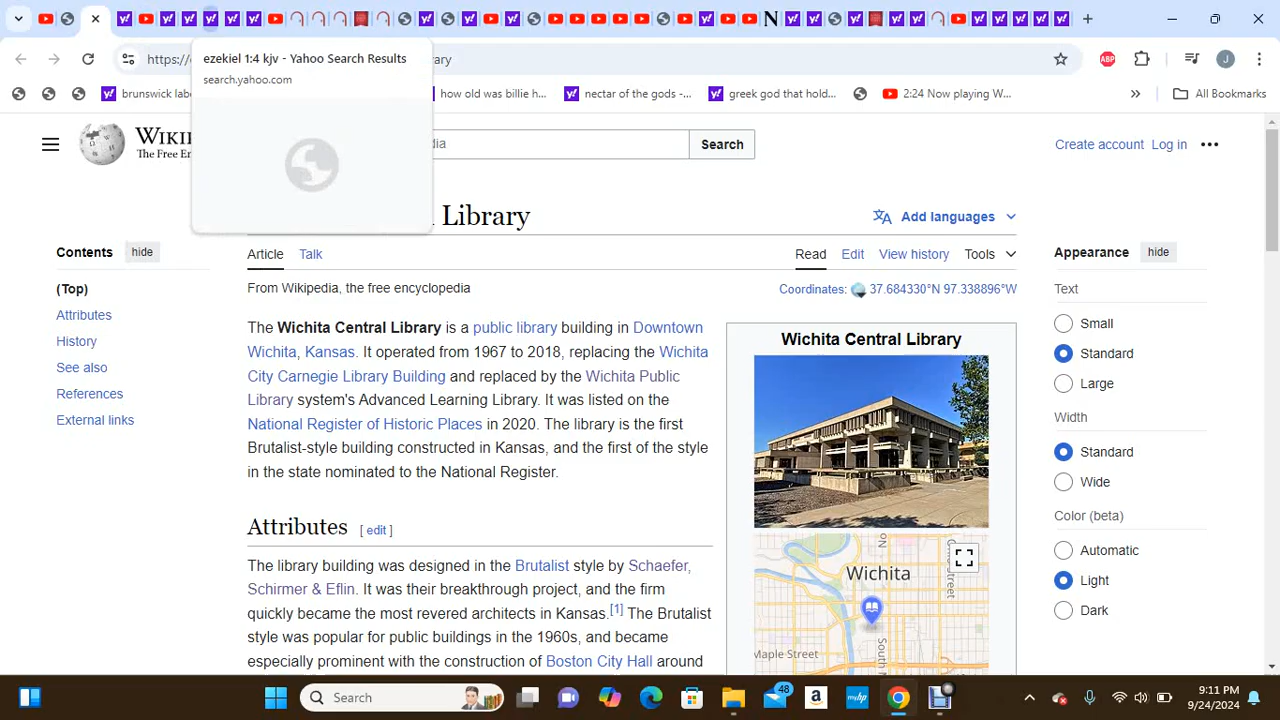 ezekiel 1:4 kjv - Yahoo Search Results
search.yahoo.com
https://
rary
ABP
J
brunswick lab
how old was billie h...
nectar of the gods -...
greek god that hold...
2:24 Now playing W...
All Bookmarks
WIK
The Free En
dia
Search
Create account
Log in
Library
Add languages
Contents
hide
Article
Talk
Read
Edit
View history
Tools
From Wikipedia, the free encyclopedia
Coordinates: 37.684330°N 97.338896°W
(Top)
Attributes
History
See also
References
External links
The Wichita Central Library is a public library building in Downtown
Wichita, Kansas. It operated from 1967 to 2018, replacing the Wichita
City Carnegie Library Building and replaced by the Wichita Public
Library system's Advanced Learning Library. It was listed on the
National Register of Historic Places in 2020. The library is the first
Brutalist-style building constructed in Kansas, and the first of the style
in the state nominated to the National Register.
Attributes [ edit ]
The library building was designed in the Brutalist style by Schaefer,
Schirmer & Eflin. It was their breakthrough project, and the firm
quickly became the most revered architects in Kansas.[1] The Brutalist
style was popular for public buildings in the 1960s, and became
especially prominent with the construction of Boston City Hall around
Wichita Central Library
Wichita
Maple Street
South
Appearance
hide
Text
Small
Standard
Large
Width
Standard
Wide
Color (beta)
Automatic
Light
Dark
Search
48
a
myhp
9:11 PM
9/24/2024